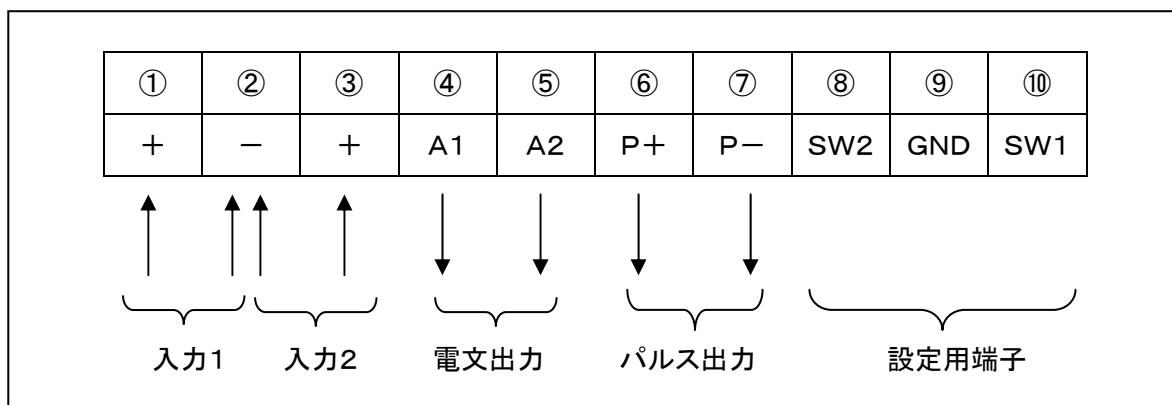 ① ② ③ ④ ⑤ ⑥ ⑦ ⑧ ⑨ ⑩
＋ － ＋ A1 A2 P＋ P－ SW2 GND SW1
入力1 入力2 電文出力 パルス出力 設定用端子